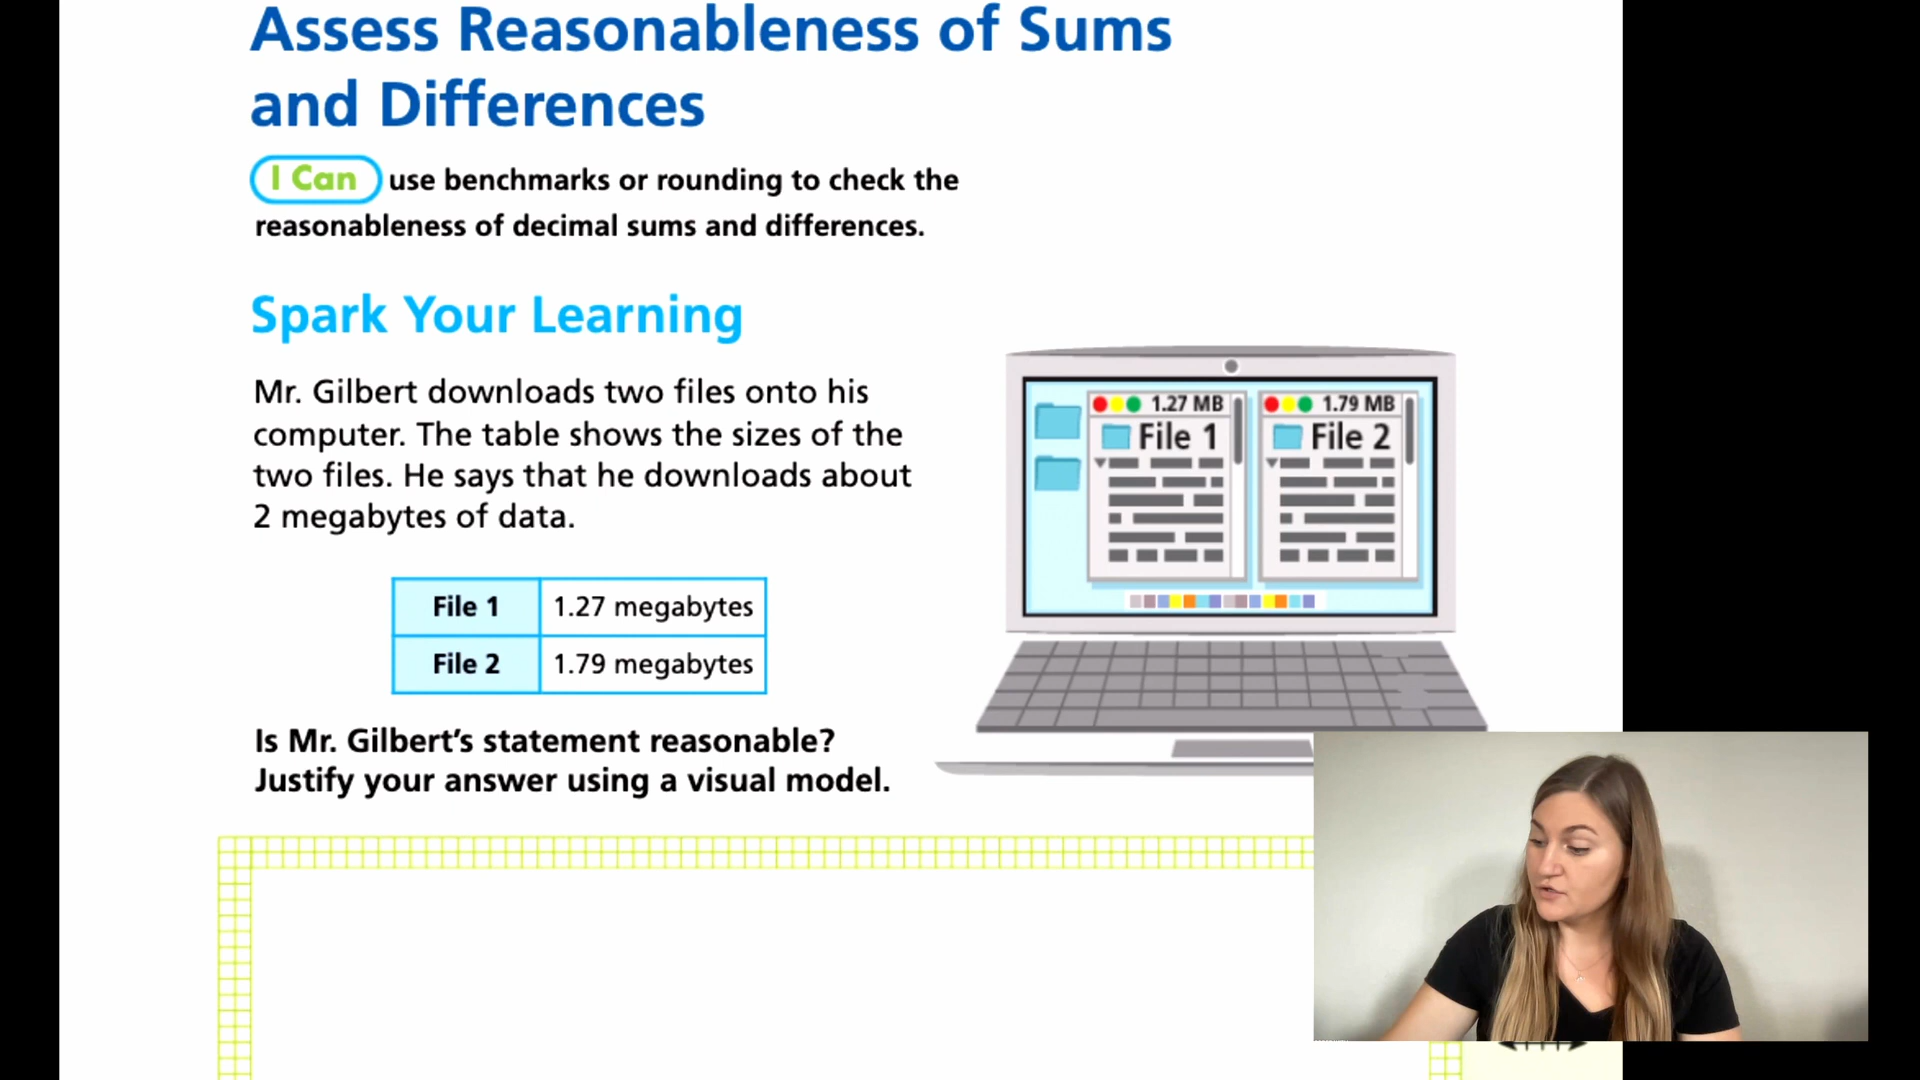 Assess Reasonableness of Sums
and Differences
I Can use benchmarks or rounding to check the
reasonableness of decimal sums and differences.
Spark Your Learning
Mr. Gilbert downloads two files onto his
computer. The table shows the sizes of the
two files. He says that he downloads about
2 megabytes of data.
1.27 MB
File 1
1.79 MB
File 2
File 1 1.27 megabytes
File 2 1.79 megabytes
Is Mr. Gilbert's statement reasonable?
Justify your answer using a visual model.